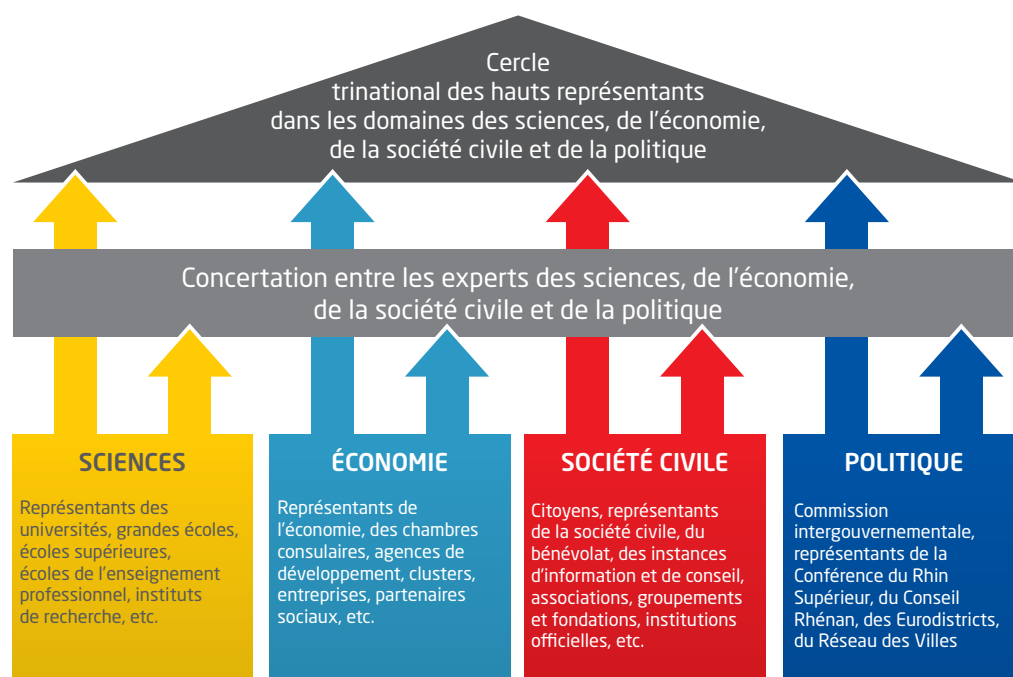 Cercle
trinational des hauts représentants
dans les domaines des sciences, de l'économie,
de la société civile et de la politique
Concertation entre les experts des sciences, de l'économie,
de la société civile et de la politique
SCIENCES
Représentants des
universités, grandes écoles,
écoles supérieures,
écoles de l'enseignement
professionnel, instituts
de recherche, etc.
ÉCONOMIE
Représentants de
l'économie, des chambres
consulaires, agences de
développement, clusters,
entreprises, partenaires
sociaux, etc.
SOCIÉTÉ CIVILE
Citoyens, représentants
de la société civile, du
bénévolat, des instances
d'information et de conseil,
associations, groupements
et fondations, institutions
officielles, etc.
POLITIQUE
Commission
intergouvernementale,
représentants de la
Conférence du Rhin
Supérieur, du Conseil
Rhénan, des Eurodistricts,
du Réseau des Villes